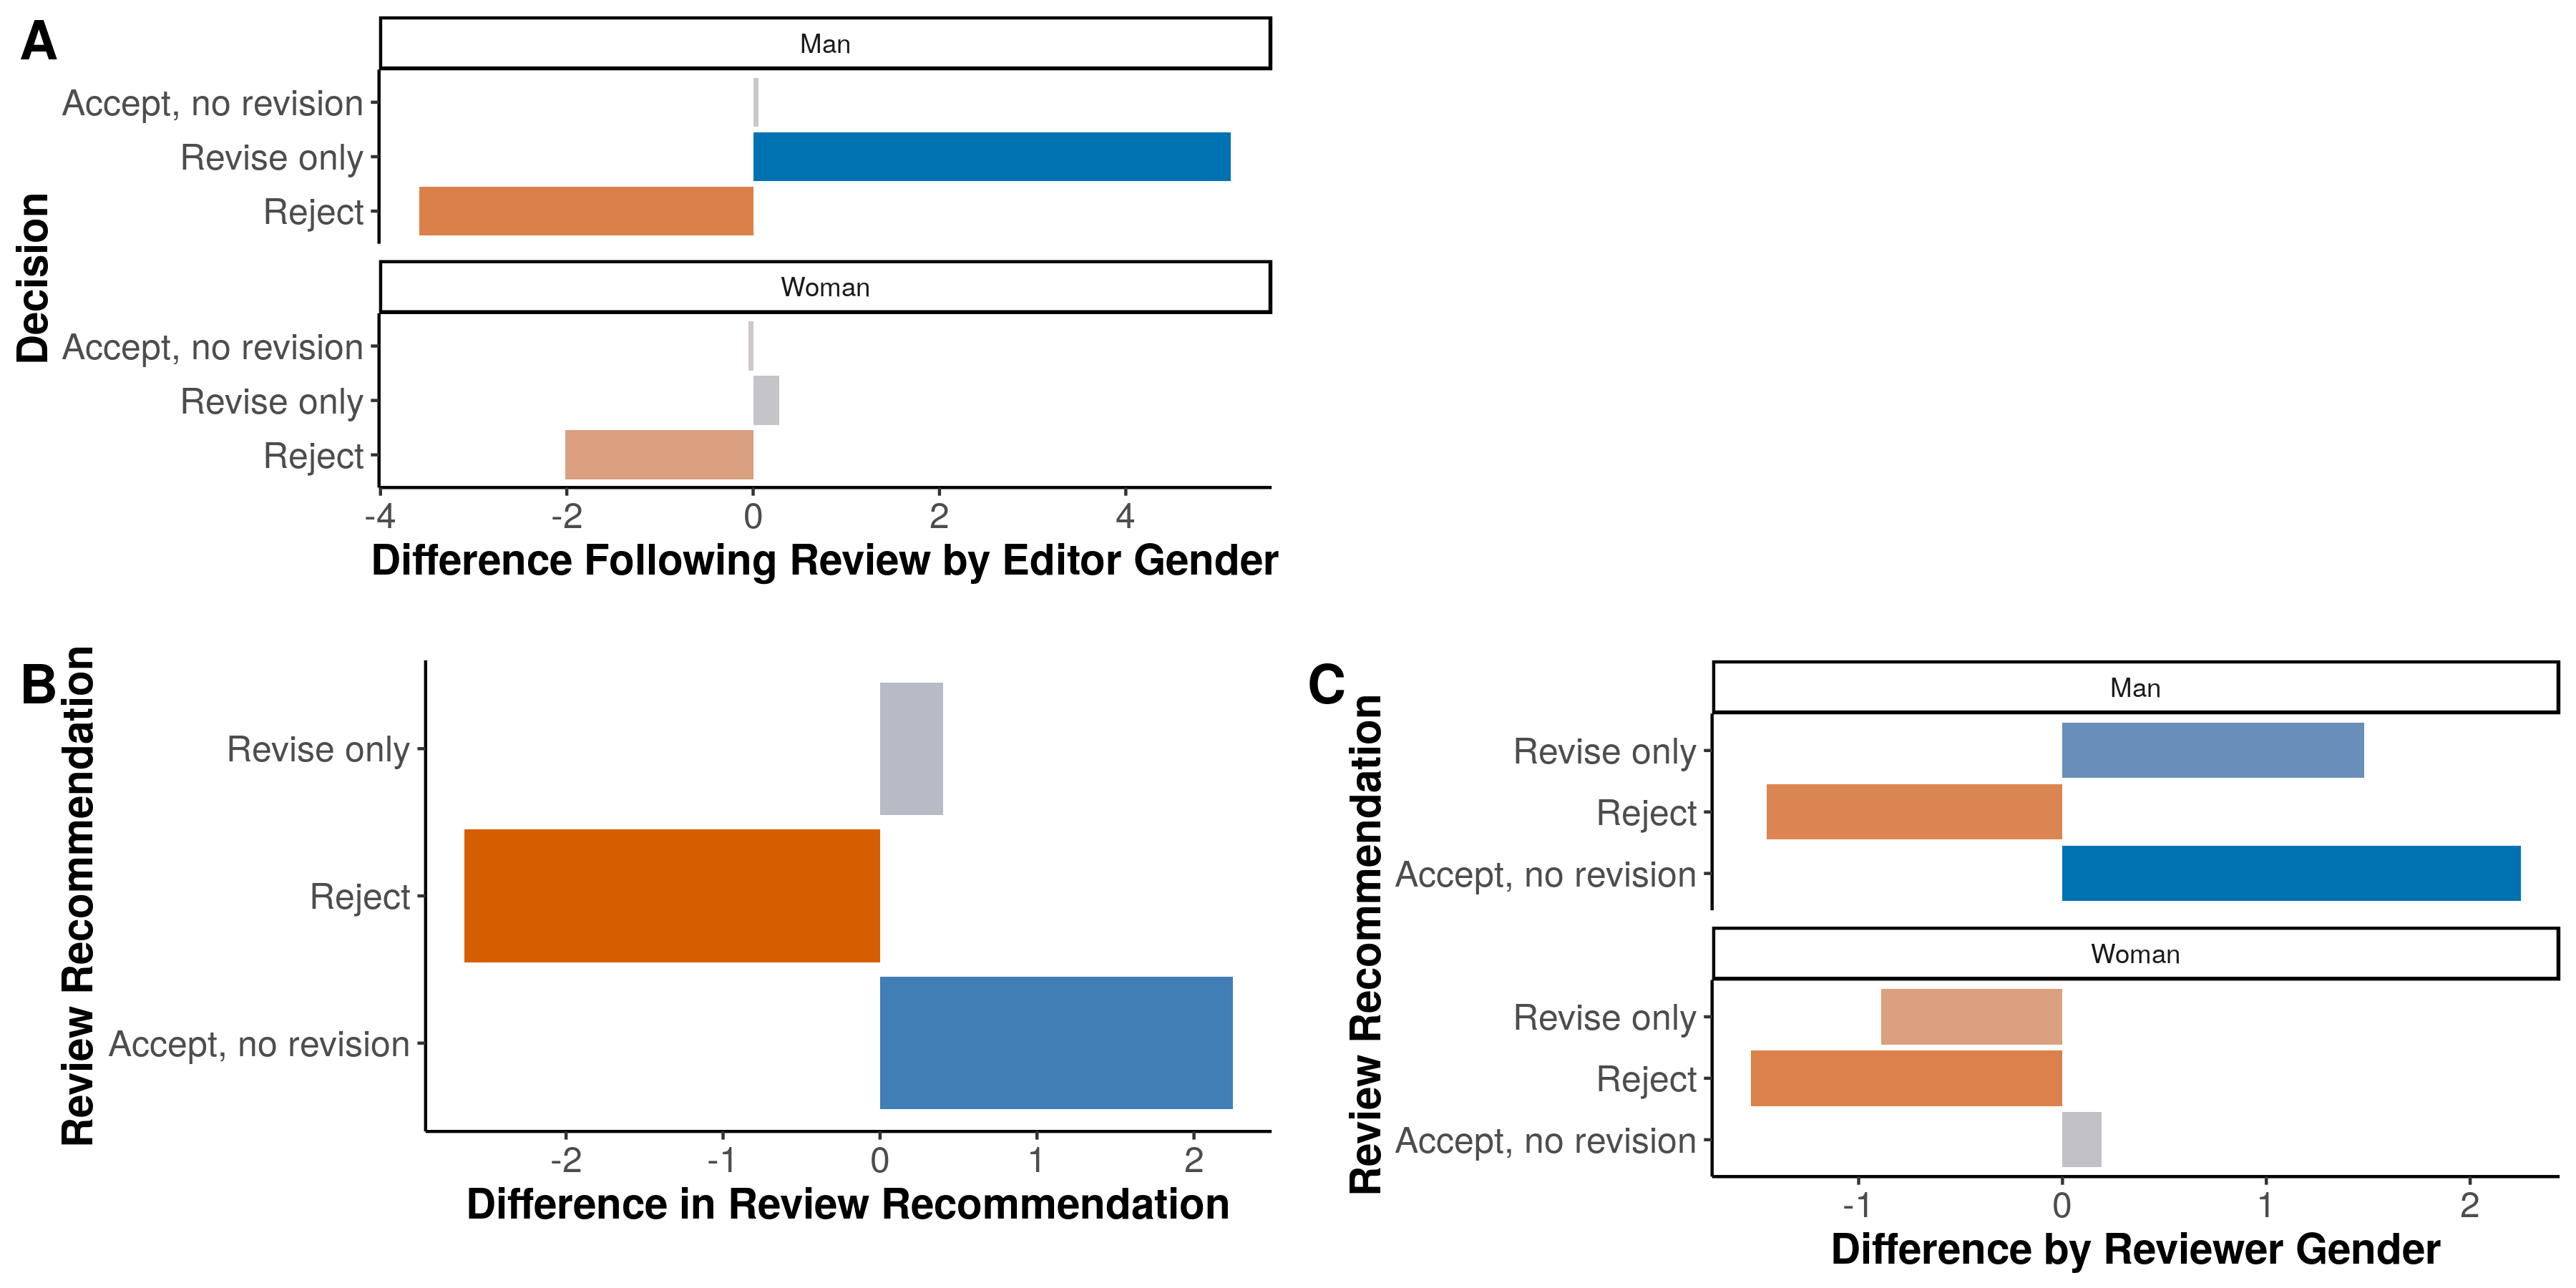 A
Man
Accept, no revision
Revise only
Reject
Woman
Accept, no revision
Revise only
Reject
Decision
-4 -2 0 2 4
Difference Following Review by Editor Gender
B
Review Recommendation
Revise only
Reject
Accept, no revision
-2 -1 0 1 2
Difference in Review Recommendation
C
Review Recommendation
Man
Revise only
Reject
Accept, no revision
Woman
Revise only
Reject
Accept, no revision
-1 0 1 2
Difference by Reviewer Gender